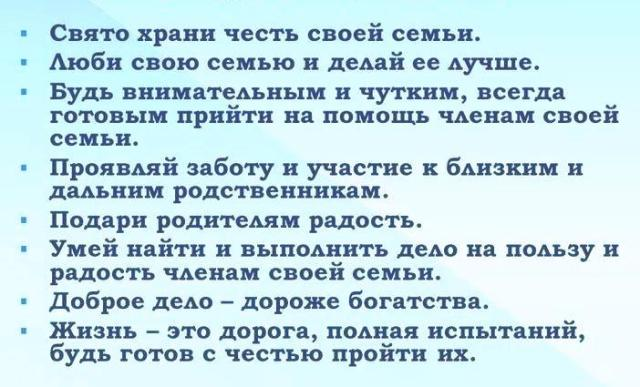 ▪ Свято храни честь своей семьи.
▪ Люби свою семью и делай ее лучше.
▪ Будь внимательным и чутким, всегда
готовым прийти на помощь членам своей
семьи.
▪ Проявляй заботу и участие к близким и
дальним родственникам.
▪ Подари родителям радость.
▪ Умей найти и выполнить дело на пользу и
радость членам своей семьи.
▪ Доброе дело – дороже богатства.
▪ Жизнь – это дорога, полная испытаний,
будь готов с честью пройти их.